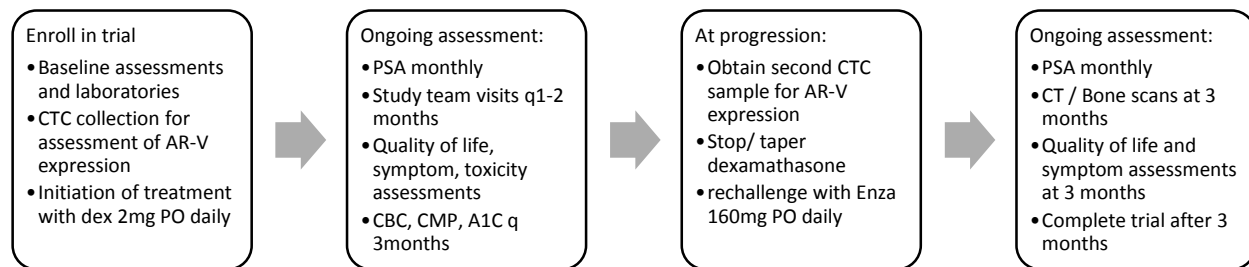 Enroll in trial
•Baseline assessments
and laboratories
•CTC collection for
assessment of AR-V
expression
•Initiation of treatment
with dex 2mg PO daily
Ongoing assessment:
•PSA monthly
•Study team visits q1-2
months
•Quality of life,
symptom, toxicity
assessments
•CBC, CMP, A1C q
3months
At progression:
•Obtain second CTC
sample for AR-V
expression
•Stop/ taper
dexamathasone
•rechallenge with Enza
160mg PO daily
Ongoing assessment:
•PSA monthly
•CT / Bone scans at 3
months
•Quality of life and
symptom assessments
at 3 months
•Complete trial after 3
months